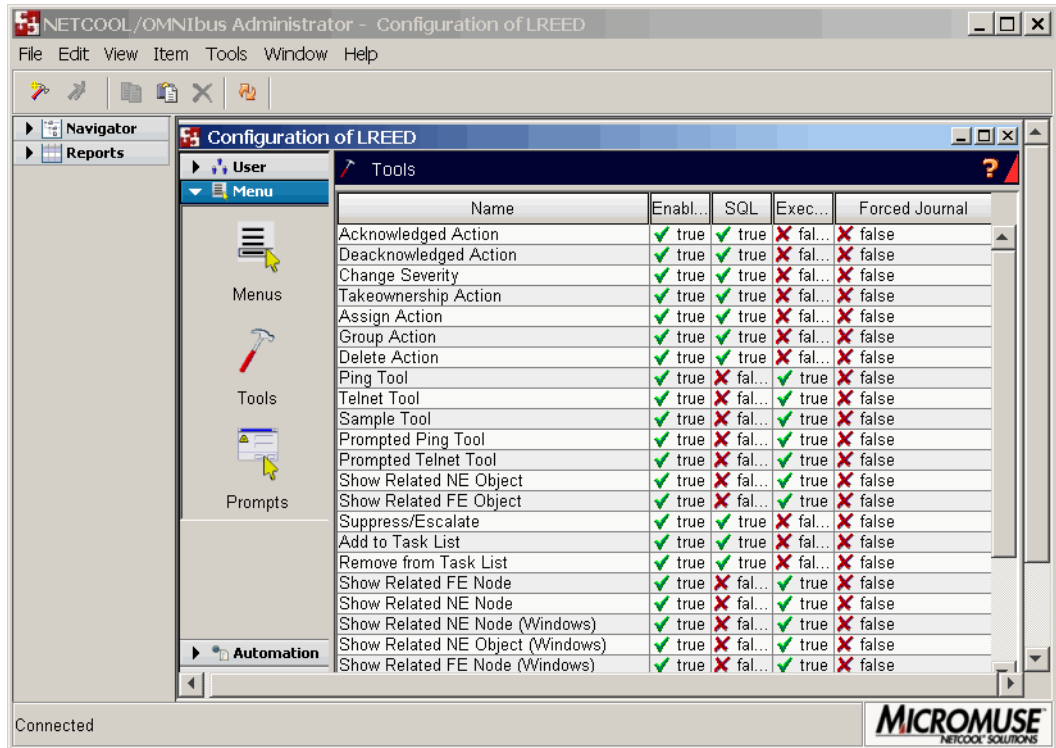 NETCOOL/OMNIbus Administrator - Configuration of LREED
File Edit View Item Tools Window Help
Navigator
Reports
Configuration of LREED
User
Menu
Menus
Tools
Prompts
Automation
Tools ?
Name Enabl... SQL Exec... Forced Journal
Acknowledged Action true true fal... false
Deacknowledged Action true true fal... false
Change Severity true true fal... false
Takeownership Action true true fal... false
Assign Action true true fal... false
Group Action true true fal... false
Delete Action true true fal... false
Ping Tool true fal... true false
Telnet Tool true fal... true false
Sample Tool true fal... true false
Prompted Ping Tool true fal... true false
Prompted Telnet Tool true fal... true false
Show Related NE Object true fal... true false
Show Related FE Object true fal... true false
Suppress/Escalate true true fal... false
Add to Task List true true fal... false
Remove from Task List true true fal... false
Show Related FE Node true fal... true false
Show Related NE Node true fal... true false
Show Related NE Node (Windows) true fal... true false
Show Related NE Object (Windows) true fal... true false
Show Related FE Node (Windows) true fal... true false
Connected
MICROMUSE
NETCOOL SOLUTIONS